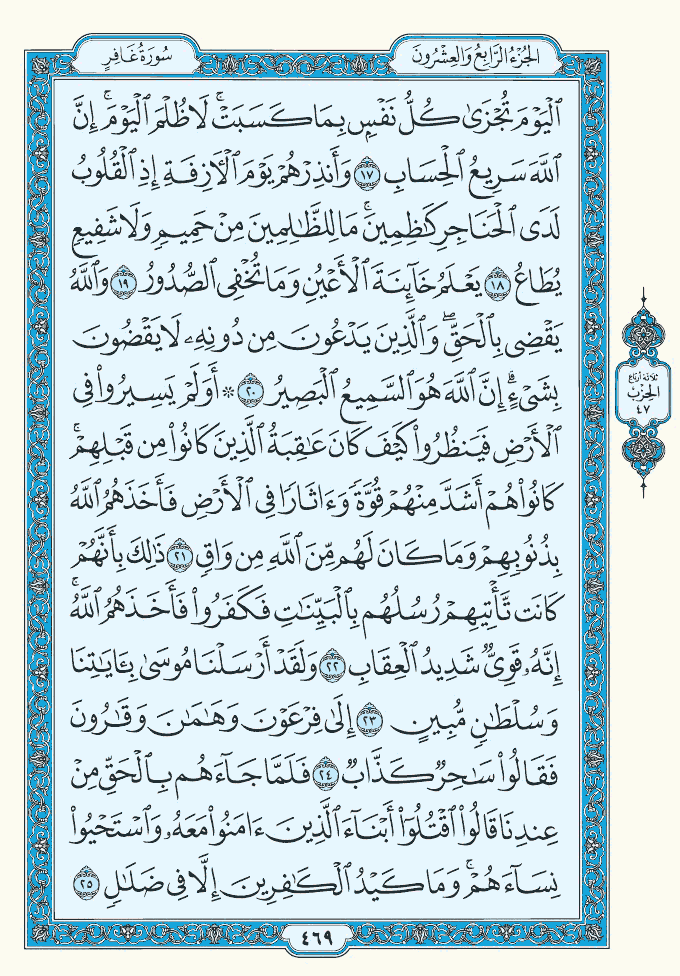 سُورَةُ غَافِرٍ
الجُزْءُ الرَّابِعُ وَالعِشْرُونَ
ٱلْيَوْمَ تُجْزَىٰ كُلُّ نَفْسٍۭ بِمَا كَسَبَتْۚ لَا ظُلْمَ ٱلْيَوْمَۚ إِنَّ
ٱللَّهَ سَرِيعُ ٱلْحِسَابِ ١٧ وَأَنذِرْهُمْ يَوْمَ ٱلْءَازِفَةِ إِذِ ٱلْقُلُوبُ
لَدَى ٱلْحَنَاجِرِ كَٰظِمِينَۚ مَا لِلظَّٰلِمِينَ مِنْ حَمِيمٍ وَلَا شَفِيعٍ
يُطَاعُ ١٨ يَعْلَمُ خَآئِنَةَ ٱلْأَعْيُنِ وَمَا تُخْفِى ٱلصُّدُورُ ١٩ وَٱللَّهُ
يَقْضِى بِٱلْحَقِّۖ وَٱلَّذِينَ يَدْعُونَ مِن دُونِهِۦ لَا يَقْضُونَ
بِشَىْءٍۗ إِنَّ ٱللَّهَ هُوَ ٱلسَّمِيعُ ٱلْبَصِيرُ ٢٠ * أَوَلَمْ يَسِيرُوا۟ فِى
ٱلْأَرْضِ فَيَنظُرُوا۟ كَيْفَ كَانَ عَٰقِبَةُ ٱلَّذِينَ كَانُوا۟ مِن قَبْلِهِمْۚ
كَانُوا۟ هُمْ أَشَدَّ مِنْهُمْ قُوَّةً وَءَاثَارًا فِى ٱلْأَرْضِ فَأَخَذَهُمُ ٱللَّهُ
بِذُنُوبِهِمْ وَمَا كَانَ لَهُم مِّنَ ٱللَّهِ مِن وَاقٍ ٢١ ذَٰلِكَ بِأَنَّهُمْ
كَانَت تَّأْتِيهِمْ رُسُلُهُم بِٱلْبَيِّنَٰتِ فَكَفَرُوا۟ فَأَخَذَهُمُ ٱللَّهُۚ
إِنَّهُۥ قَوِىٌّ شَدِيدُ ٱلْعِقَابِ ٢٢ وَلَقَدْ أَرْسَلْنَا مُوسَىٰ بِـَٔايَٰتِنَا
وَسُلْطَٰنٍ مُّبِينٍ ٢٣ إِلَىٰ فِرْعَوْنَ وَهَٰمَٰنَ وَقَٰرُونَ
فَقَالُوا۟ سَٰحِرٌ كَذَّابٌ ٢٤ فَلَمَّا جَآءَهُم بِٱلْحَقِّ مِنْ
عِندِنَا قَالُوا۟ ٱقْتُلُوٓا۟ أَبْنَآءَ ٱلَّذِينَ ءَامَنُوا۟ مَعَهُۥ وَٱسْتَحْيُوا۟
نِسَآءَهُمْۚ وَمَا كَيْدُ ٱلْكَٰفِرِينَ إِلَّا فِى ضَلَٰلٍ ٢٥
ثلاثة أرباع
الحزب
٤٧
٤٦٩